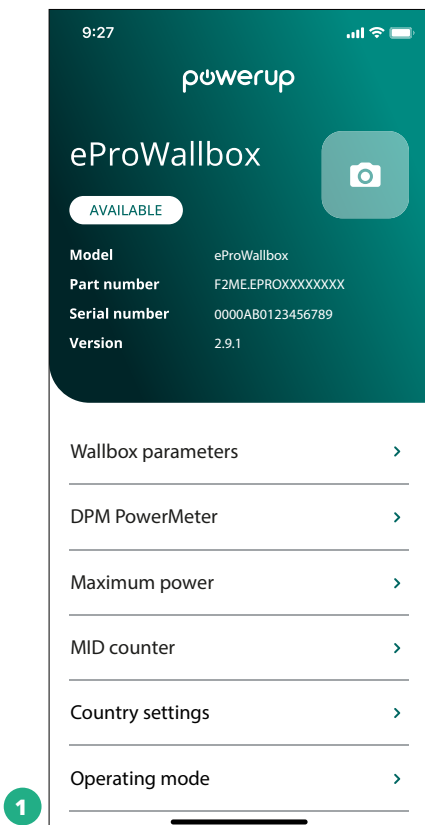 9:27
powerup
eProWallbox
AVAILABLE
Model eProWallbox
Part number F2ME.EPROXXXXXXXX
Serial number 0000AB0123456789
Version 2.9.1
Wallbox parameters
DPM PowerMeter
Maximum power
MID counter
Country settings
Operating mode
1